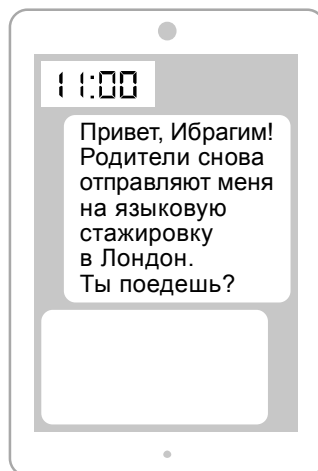 11:00
Привет, Ибрагим!
Родители снова
отправляют меня
на языковую
стажировку
в Лондон.
Ты поедешь?